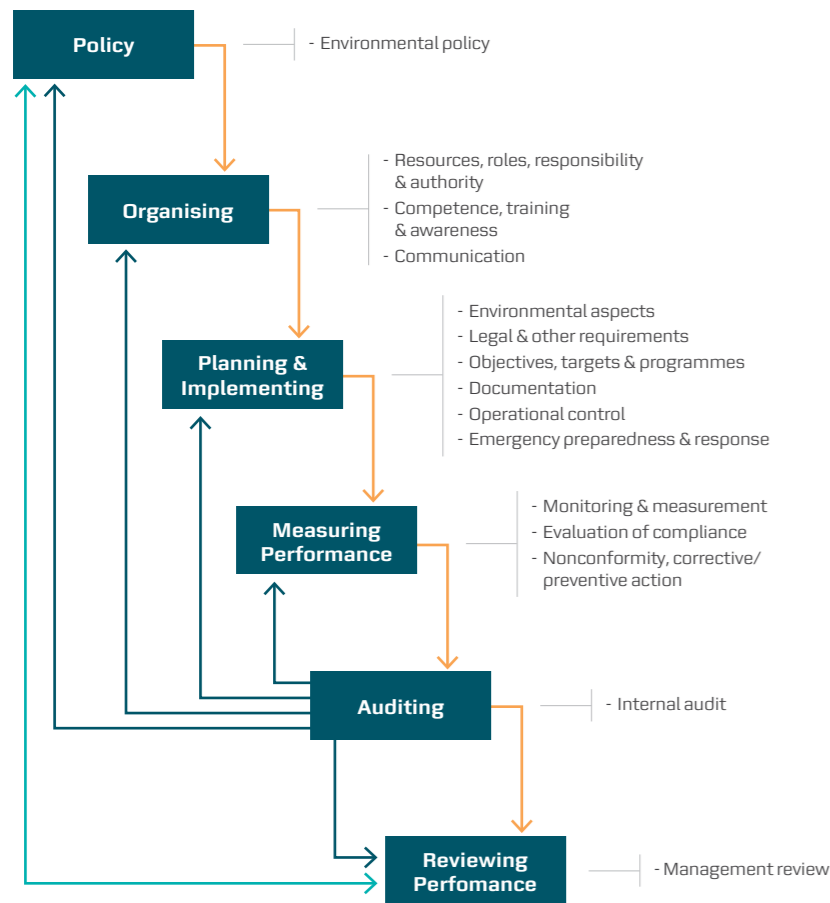 Policy
- Environmental policy
Organising
- Resources, roles, responsibility
& authority
- Competence, training
& awareness
- Communication
Planning &
Implementing
- Environmental aspects
- Legal & other requirements
- Objectives, targets & programmes
- Documentation
- Operational control
- Emergency preparedness & response
Measuring
Performance
- Monitoring & measurement
- Evaluation of compliance
- Nonconformity, corrective/
preventive action
Auditing
- Internal audit
Reviewing
Perfomance
- Management review